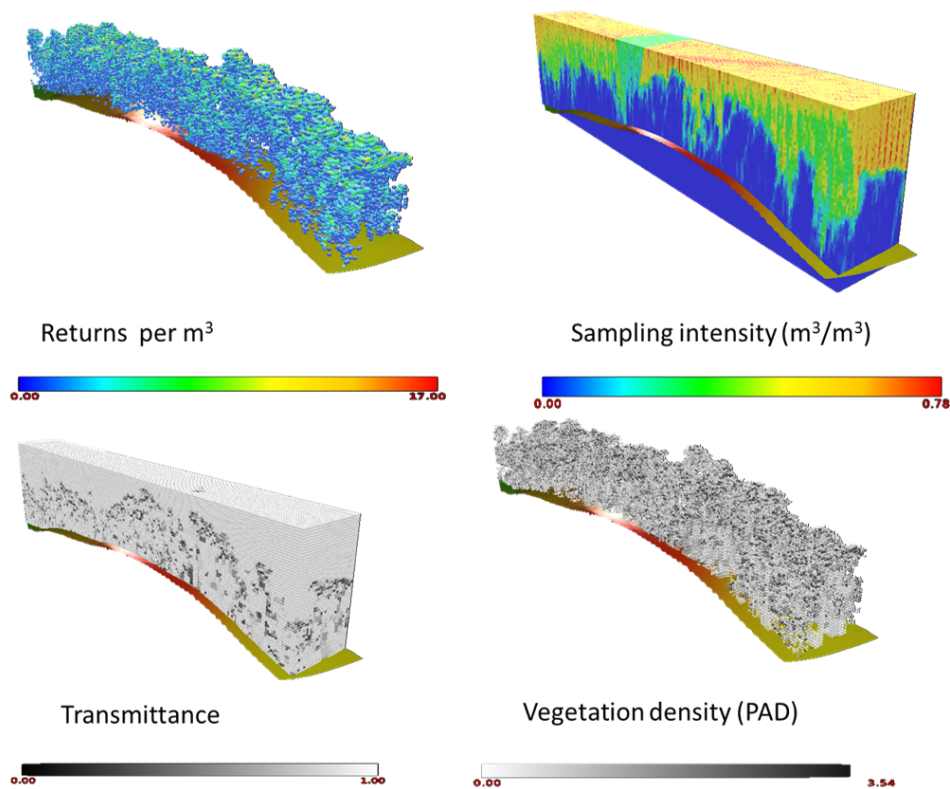 Returns per m³
Sampling intensity (m³/m³)
0.00 17.00
0.00 0.78
Transmittance
Vegetation density (PAD)
0.00 1.00
0.00 3.54